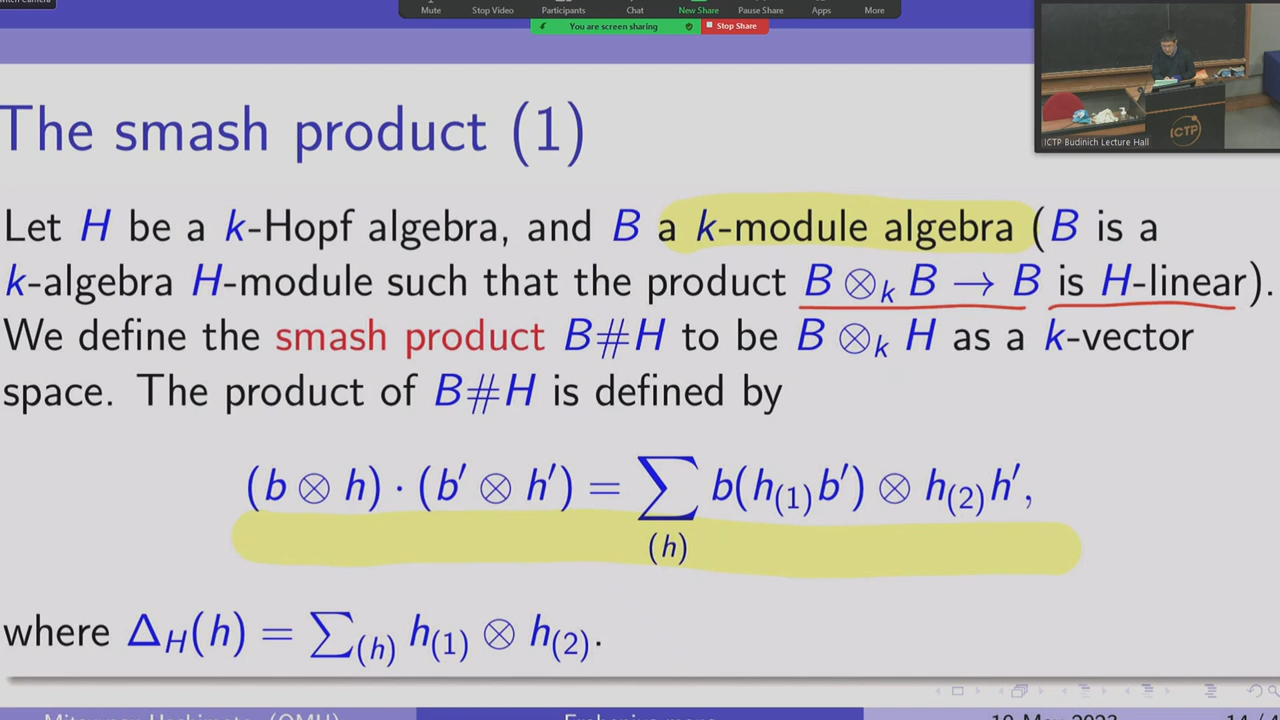 Mute Stop Video Participants Chat New Share Pause Share Apps More
You are screen sharing Stop Share
ICTP
ICTP Budinich Lecture Hall
The smash product (1)
Let H be a k-Hopf algebra, and B a k-module algebra (B is a
k-algebra H-module such that the product B ⊗ₖ B → B is H-linear).
We define the smash product B#H to be B ⊗ₖ H as a k-vector
space. The product of B#H is defined by
(b ⊗ h) · (b′ ⊗ h′) = ∑ b(h₍₁₎b′) ⊗ h₍₂₎h′,
(h)
where Δ_H(h) = ∑_(h) h₍₁₎ ⊗ h₍₂₎.